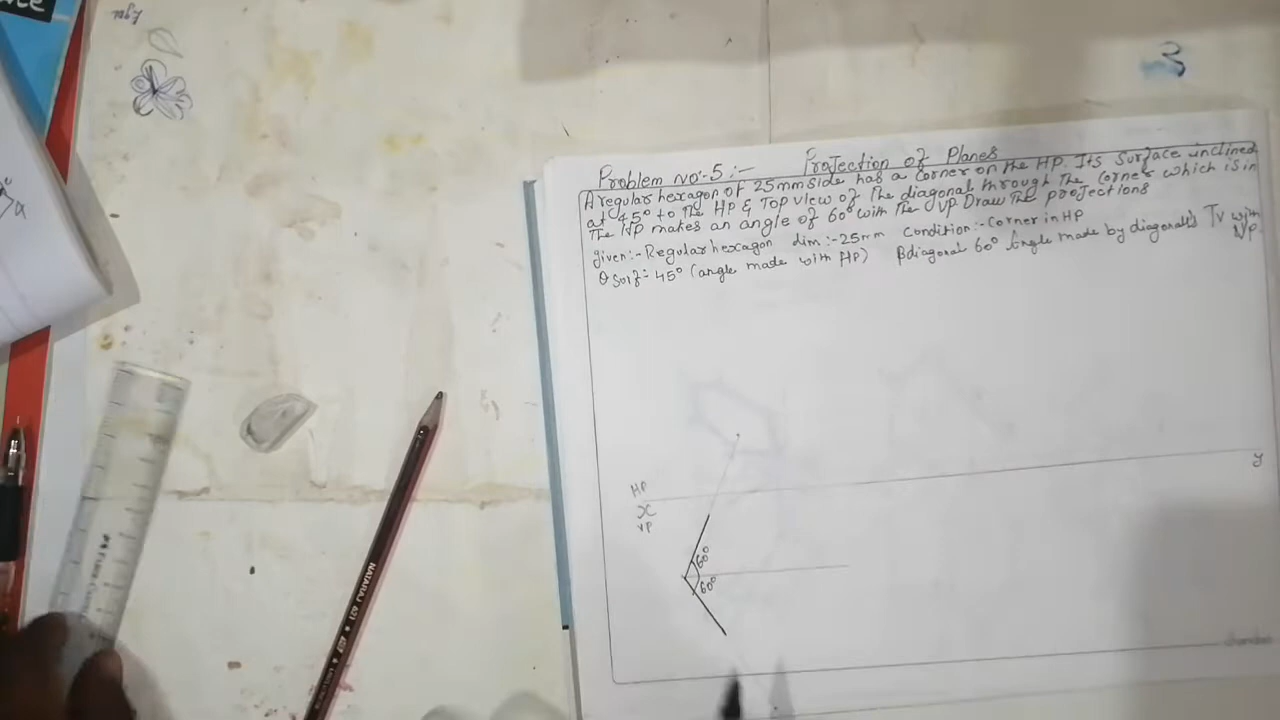 Problem no:-5:- Projection of Planes
A regular hexagon of 25mm side has a corner on the HP. Its surface inclined
at 45° to the HP & Top view of the diagonal through the corner which is in
the HP makes an angle of 60° with the VP. Draw the projections
given:- Regular hexagon dim:-25mm Condition:- Corner in HP
θ surf = 45° (angle made with HP) β diagonal 60° (angle made by diagonal's TV with VP.
HP
X
VP
y
60°
60°
NATARAJ 621